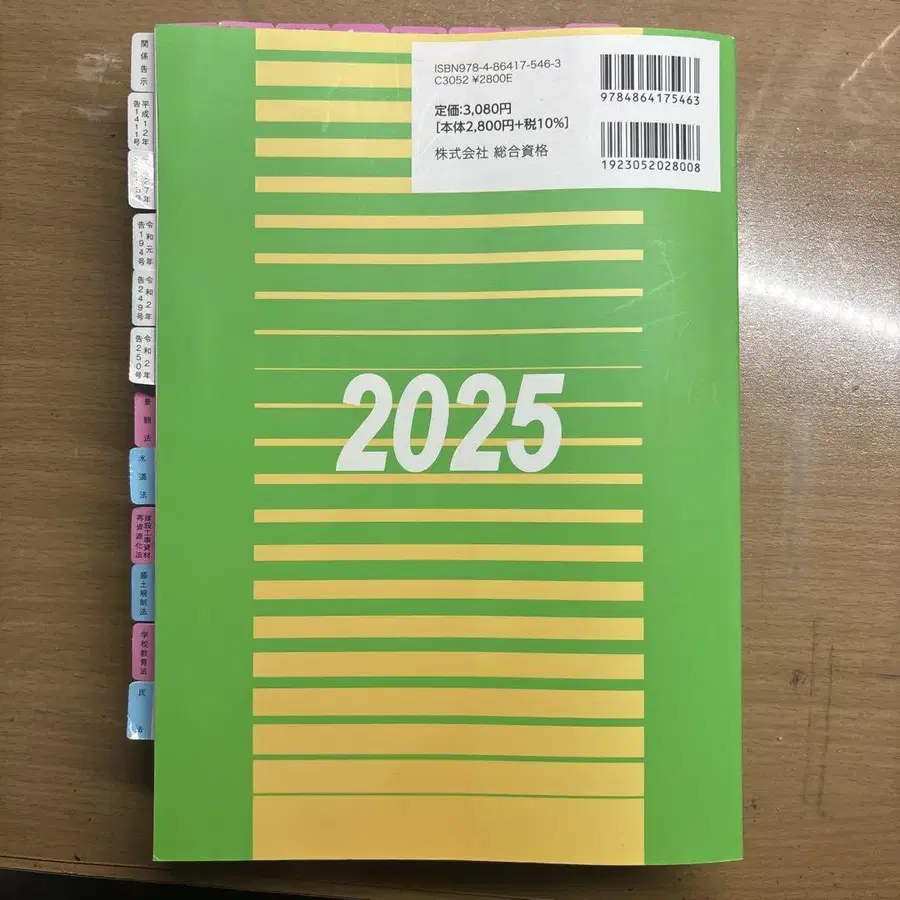 ISBN978-4-86417-546-3
C3052 ¥2800E
定価:3,080円
[本体2,800円+税10%]
株式会社 総合資格
9784864175463
1923052028008
2025
関係告示
平成12年
告1411号
令和元年
告194号
令和2年
告249号
令和2年
告250号
景観法
水道法
建設工事資材
再資源化法
盛土規制法
学校教育法
民法